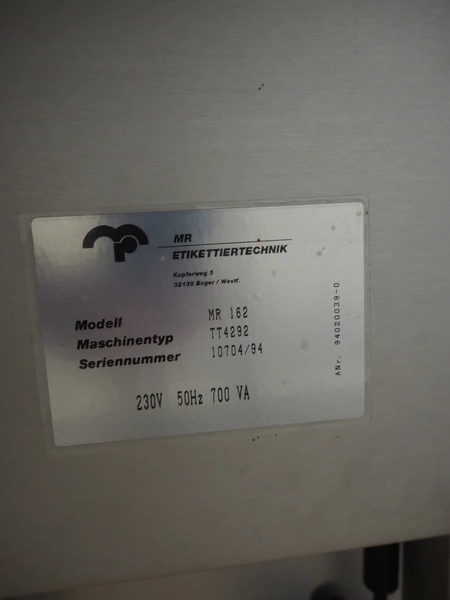 MR
ETIKETTIERTECHNIK
Kupferweg 5
32130 Enger / Westf.
Modell MR 162
Maschinentyp TT4292
Seriennummer 10704/94
230V 50Hz 700 VA
ANr. 94020039-0